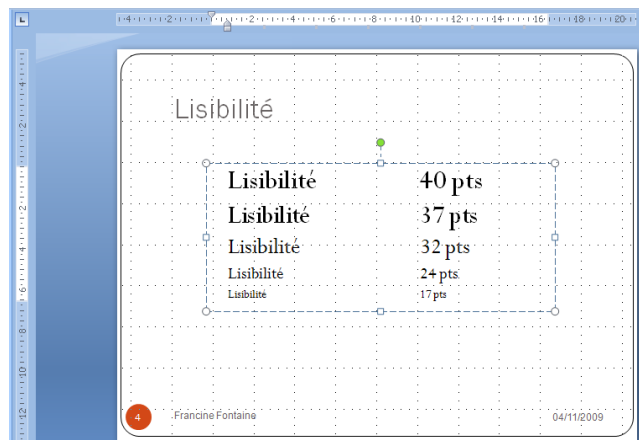 Lisibilité
Lisibilité 40 pts
Lisibilité 37 pts
Lisibilité 32 pts
Lisibilité 24 pts
Lisibilité 17 pts
4 Francine Fontaine 04/11/2009